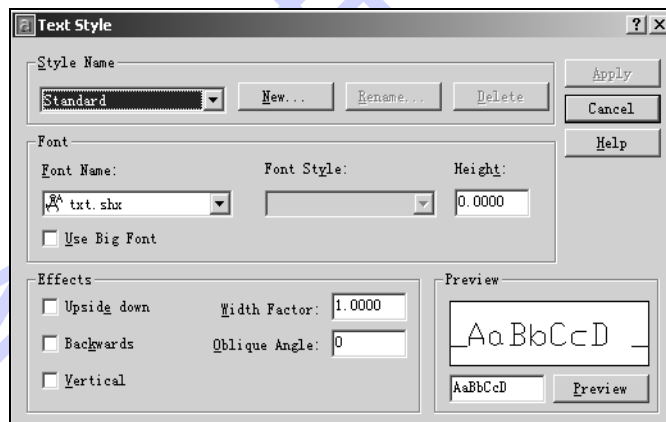 Text Style
Style Name
Standard
New...
Rename...
Delete
Apply
Cancel
Help
Font
Font Name:
Font Style:
Height:
txt.shx
0.0000
Use Big Font
Effects
Upside down
Width Factor:
1.0000
Backwards
Oblique Angle:
0
Vertical
Preview
AaBbCcD
AaBbCcD
Preview